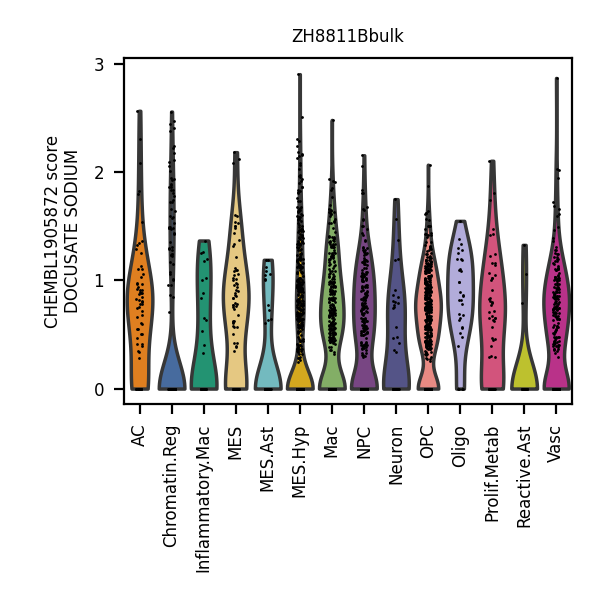 ZH8811Bbulk
CHEMBL1905872 score
DOCUSATE SODIUM
3
2
1
0
AC
Chromatin.Reg
Inflammatory.Mac
MES
MES.Ast
MES.Hyp
Mac
NPC
Neuron
OPC
Oligo
Prolif.Metab
Reactive.Ast
Vasc